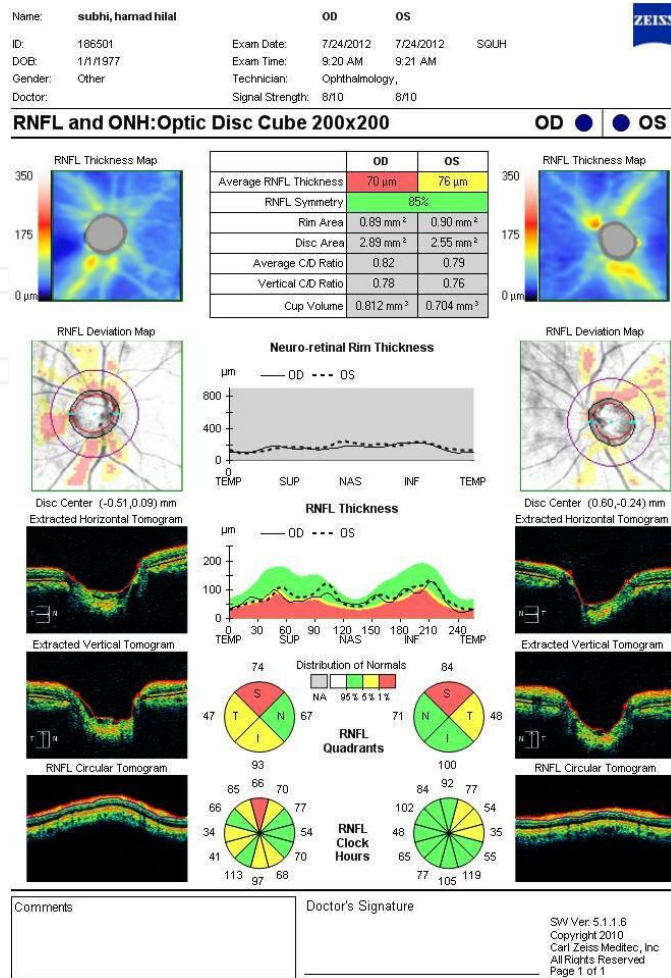 Name: subhi, hamad hilal OD OS
ZEISS
ID: 186501 Exam Date: 7/24/2012 7/24/2012 SQUH
DOB: 1/1/1977 Exam Time: 9:20 AM 9:21 AM
Gender: Other Technician: Ophthalmology,
Doctor: Signal Strength: 8/10 8/10
RNFL and ONH:Optic Disc Cube 200x200 OD OS
RNFL Thickness Map
350
175
0 µm
OD OS
Average RNFL Thickness 70 µm 76 µm
RNFL Symmetry 85%
Rim Area 0.89 mm² 0.90 mm²
Disc Area 2.89 mm² 2.55 mm²
Average C/D Ratio 0.82 0.79
Vertical C/D Ratio 0.78 0.76
Cup Volume 0.812 mm³ 0.704 mm³
RNFL Thickness Map
350
175
0 µm
RNFL Deviation Map
Disc Center (-0.51,0.09) mm
Neuro-retinal Rim Thickness
µm OD OS
800
400
0
TEMP SUP NAS INF TEMP
RNFL Deviation Map
Disc Center (0.60,-0.24) mm
Extracted Horizontal Tomogram
T N
RNFL Thickness
µm OD OS
200
100
0
0 30 60 90 120 150 180 210 240
TEMP SUP NAS INF TEMP
Extracted Horizontal Tomogram
N T
Extracted Vertical Tomogram
T N
Distribution of Normals
NA 95% 5% 1%
Extracted Vertical Tomogram
N T
74
47 S 67
T N
I
93
RNFL
Quadrants
84
71 S 48
N T
I
100
RNFL Circular Tomogram
66
85 70
66 77
34 54
41 70
113 68
97
RNFL
Clock
Hours
92
84 77
102 54
48 35
65 55
77 119
105
RNFL Circular Tomogram
Comments
Doctor's Signature
SW Ver: 5.1.1.6
Copyright 2010
Carl Zeiss Meditec, Inc
All Rights Reserved
Page 1 of 1